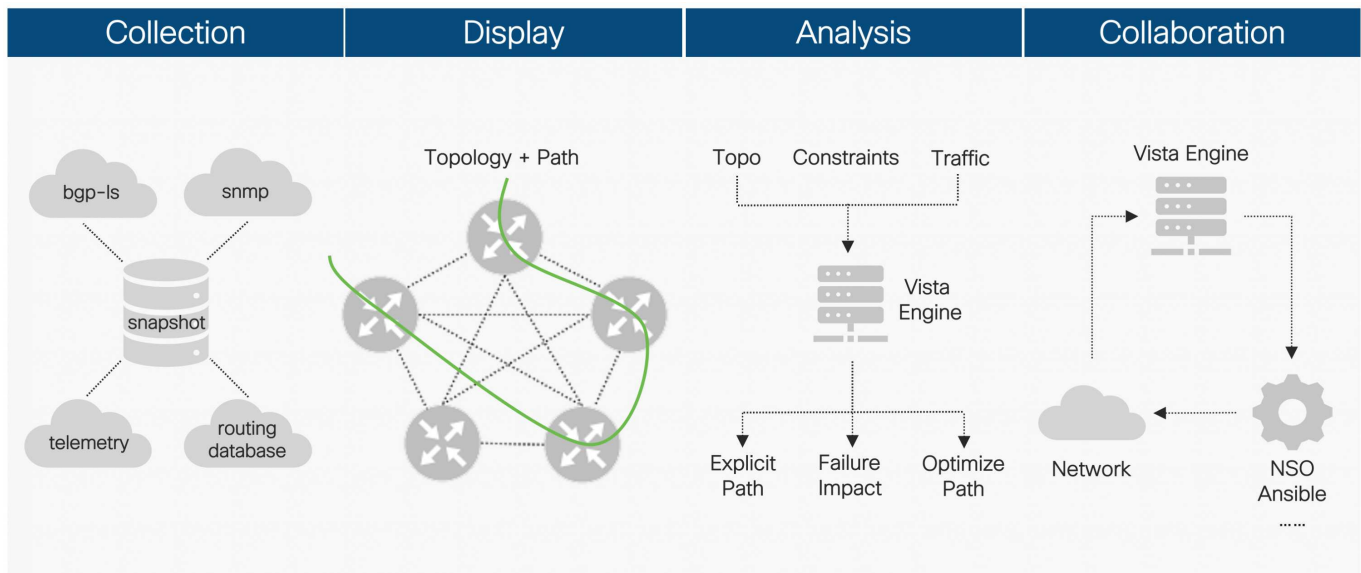 Collection
Display
Analysis
Collaboration
bgp-ls
snmp
snapshot
telemetry
routing
database
Topology + Path
Topo
Constraints
Traffic
Vista
Engine
Explicit
Path
Failure
Impact
Optimize
Path
Vista Engine
Network
NSO
Ansible
......